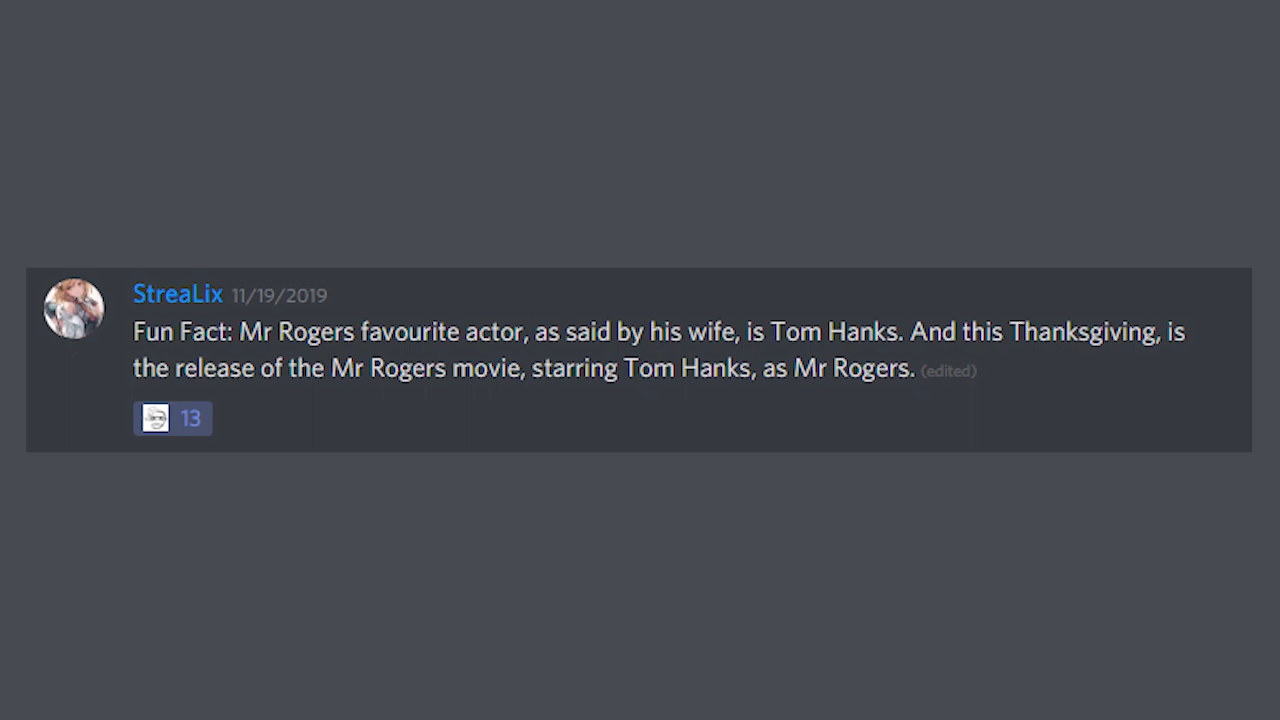 StreaLix 11/19/2019
Fun Fact: Mr Rogers favourite actor, as said by his wife, is Tom Hanks. And this Thanksgiving, is
the release of the Mr Rogers movie, starring Tom Hanks, as Mr Rogers. (edited)
13